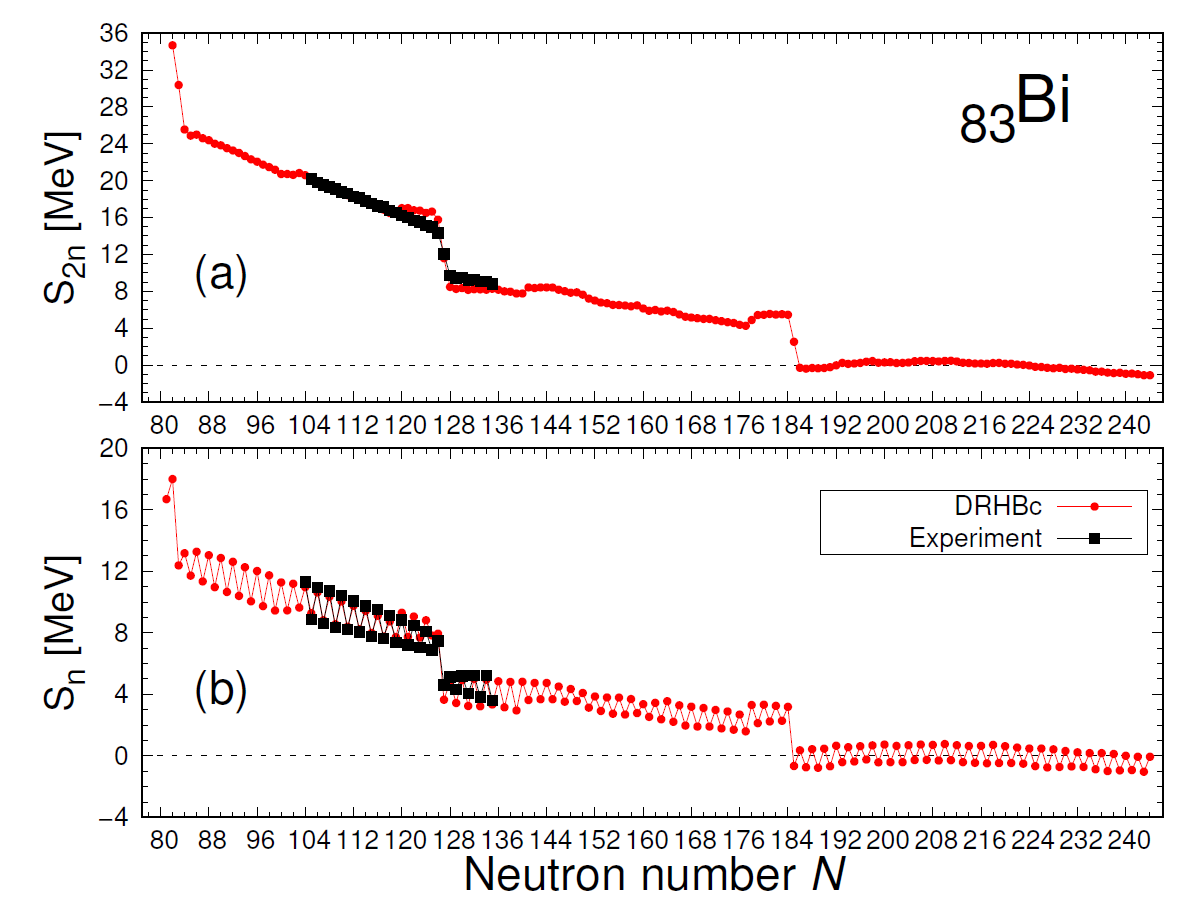 36
32
28
24
20
16
12
8
4
0
−4
S2n [MeV]
83Bi
(a)
80 88 96 104 112 120 128 136 144 152 160 168 176 184 192 200 208 216 224 232 240
20
16
12
8
4
0
−4
Sn [MeV]
DRHBc
Experiment
(b)
80 88 96 104 112 120 128 136 144 152 160 168 176 184 192 200 208 216 224 232 240
Neutron number N